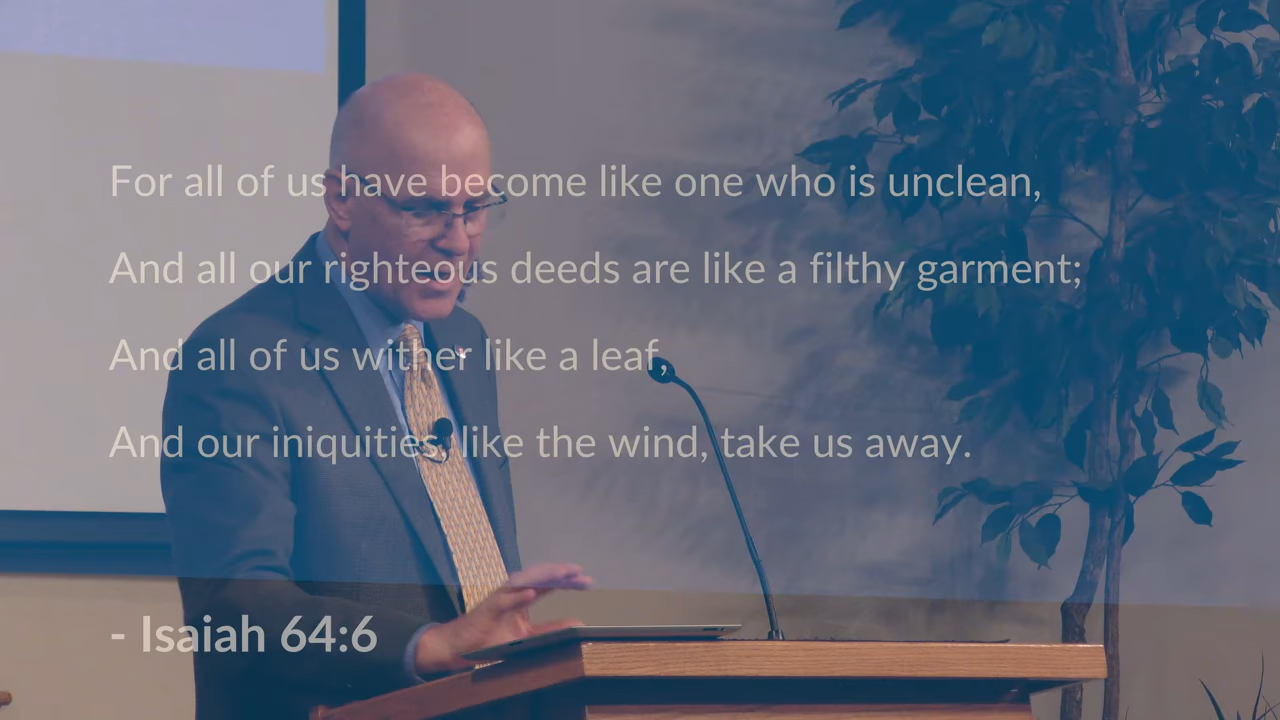 For all of us have become like one who is unclean,
And all our righteous deeds are like a filthy garment;
And all of us wither like a leaf,
And our iniquities, like the wind, take us away.
- Isaiah 64:6